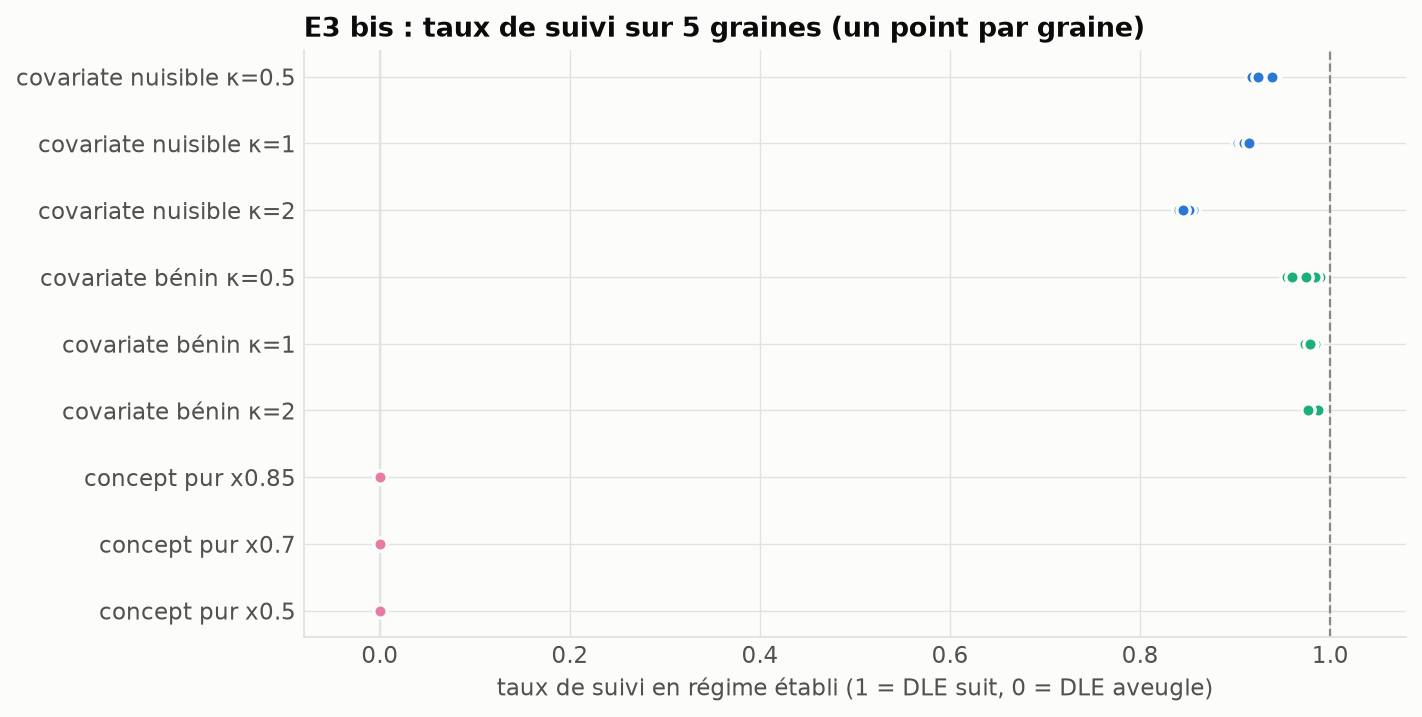 E3 bis : taux de suivi sur 5 graines (un point par graine)
covariate nuisible κ=0.5
covariate nuisible κ=1
covariate nuisible κ=2
covariate bénin κ=0.5
covariate bénin κ=1
covariate bénin κ=2
concept pur x0.85
concept pur x0.7
concept pur x0.5
0.0 0.2 0.4 0.6 0.8 1.0
taux de suivi en régime établi (1 = DLE suit, 0 = DLE aveugle)